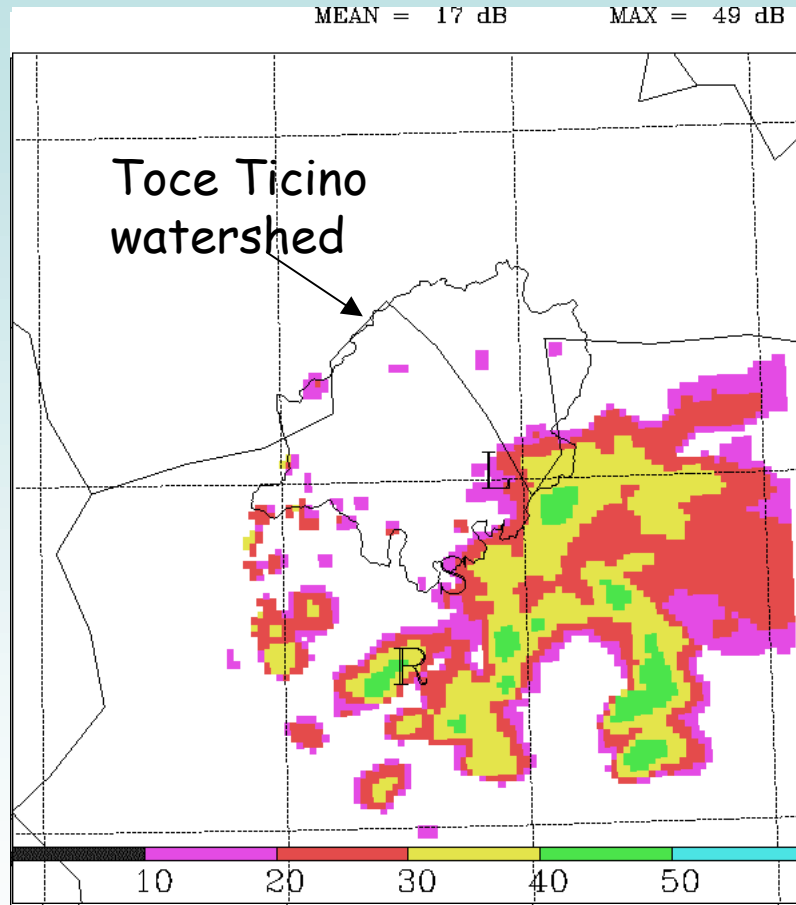 MEAN = 17 dB MAX = 49 dB
Toce Ticino
watershed
L
S
R
10 20 30 40 50